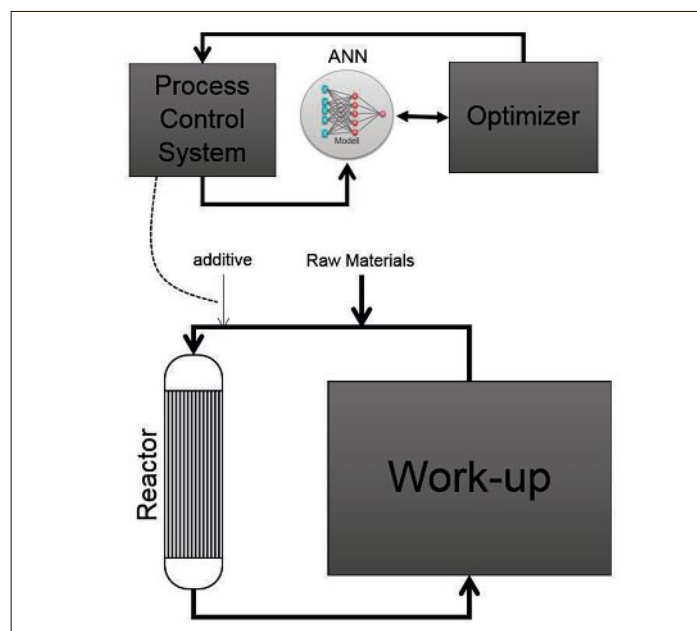 ANN
Process
Control
System
Modell
Optimizer
additive
Raw Materials
Reactor
Work-up